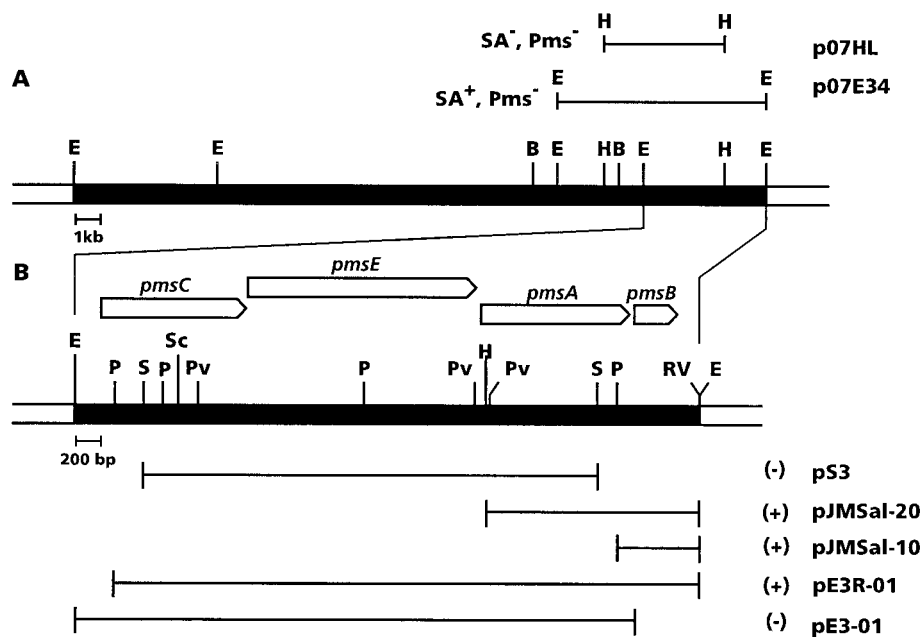 H H
SA-, Pms- p07HL
E E
A SA+, Pms- p07E34
E E B E H B E H E
1kb
B pmsC pmsE pmsA pmsB
E P S P Sc Pv P Pv H Pv S P RV E
200 bp
(-) pS3
(+) pJMSal-20
(+) pJMSal-10
(+) pE3R-01
(-) pE3-01